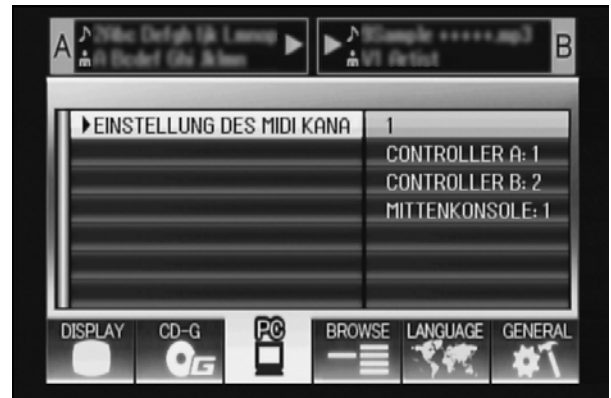 A
B
▶EINSTELLUNG DES MIDI KANA
1
CONTROLLER A: 1
CONTROLLER B: 2
MITTENKONSOLE: 1
DISPLAY
CD-G
PC
BROWSE
LANGUAGE
GENERAL